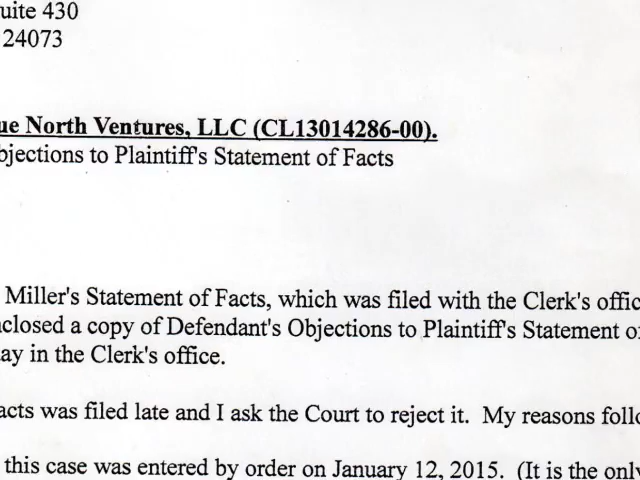 uite 430
24073
ue North Ventures, LLC (CL13014286-00).
bjections to Plaintiff's Statement of Facts
Miller's Statement of Facts, which was filed with the Clerk's offic
nclosed a copy of Defendant's Objections to Plaintiff's Statement o
ay in the Clerk's office.
acts was filed late and I ask the Court to reject it. My reasons follo
this case was entered by order on January 12, 2015. (It is the only